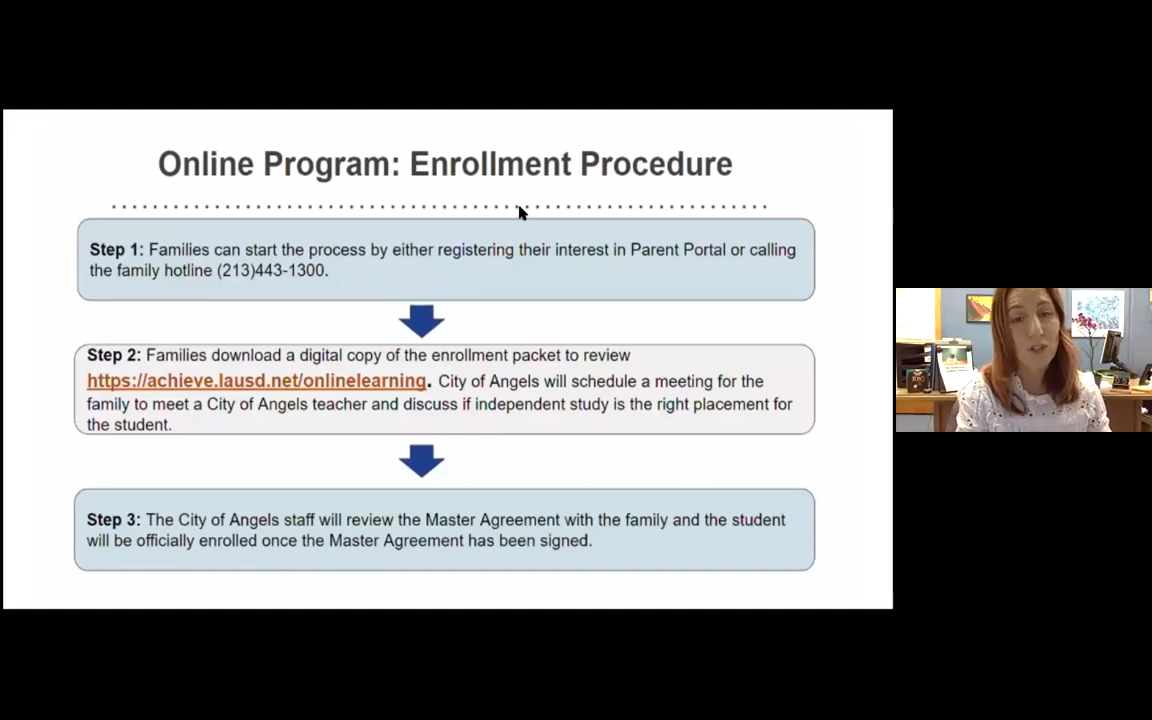 Online Program: Enrollment Procedure
Step 1: Families can start the process by either registering their interest in Parent Portal or calling
the family hotline (213)443-1300.
Step 2: Families download a digital copy of the enrollment packet to review
https://achieve.lausd.net/onlinelearning. City of Angels will schedule a meeting for the
family to meet a City of Angels teacher and discuss if independent study is the right placement for
the student.
Step 3: The City of Angels staff will review the Master Agreement with the family and the student
will be officially enrolled once the Master Agreement has been signed.